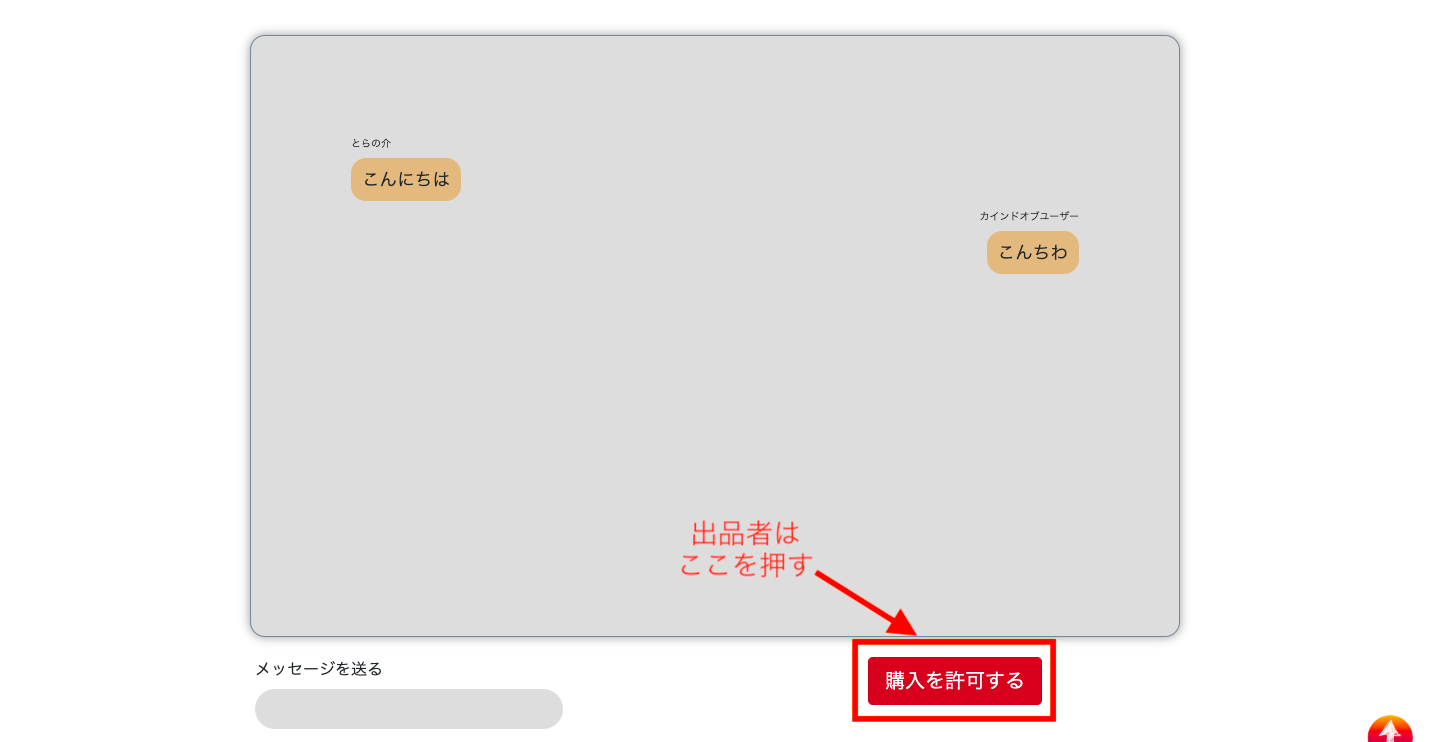 とらの介
こんにちは
カインドオブユーザー
こんちわ
出品者は
ここを押す
メッセージを送る
購入を許可する